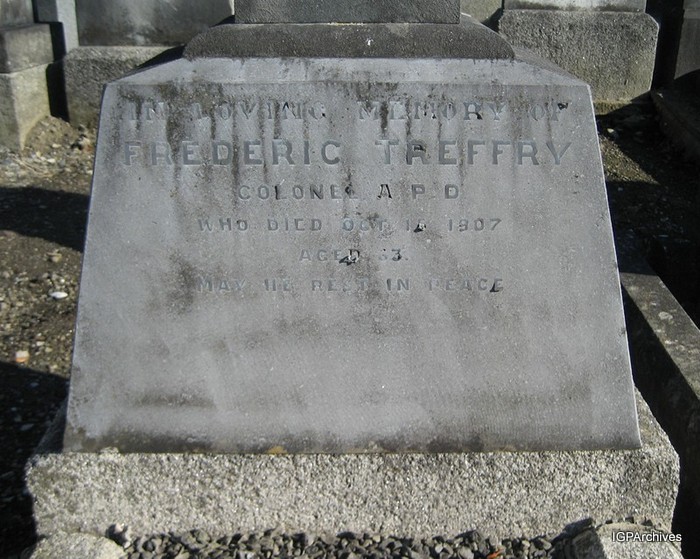 IN LOVING MEMORY OF
FREDERIC TREFFRY
COLONEL A.P.D
WHO DIED OCT. 1907
AGED
MAY HE REST IN PEACE
IGPArchives